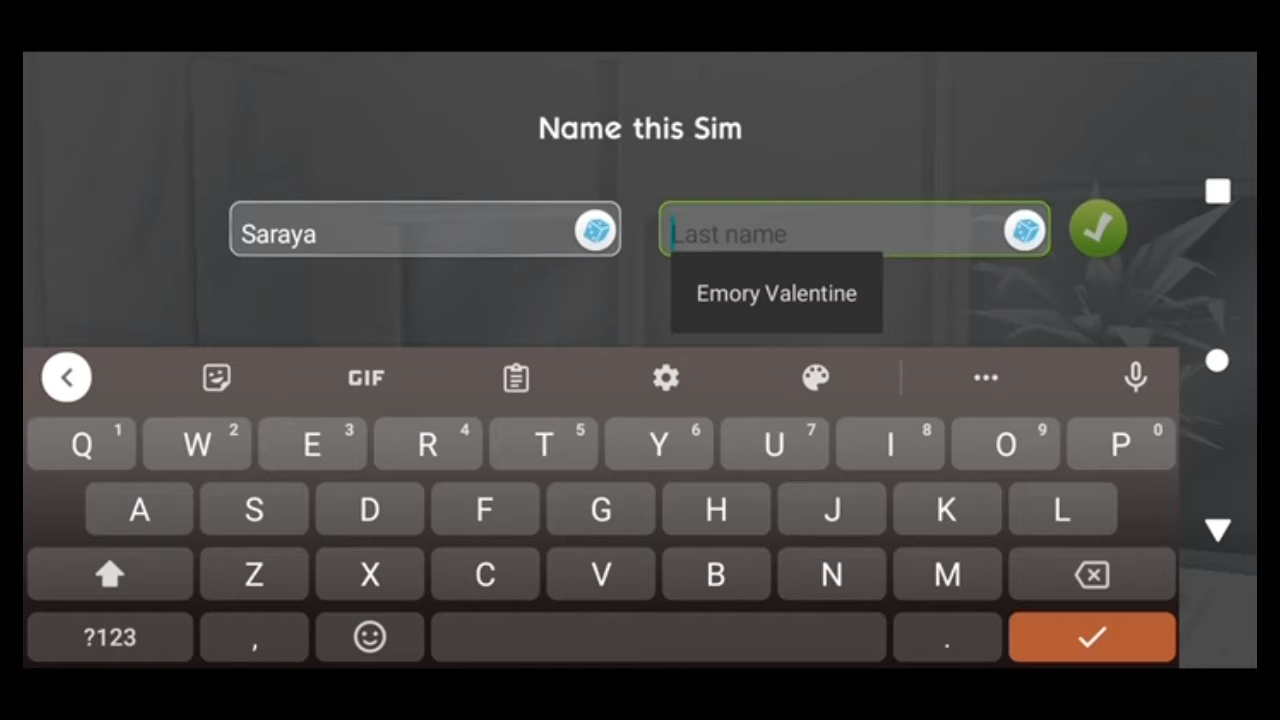 Name this Sim
Saraya
Last name
Emory Valentine
GIF
Q 1 W 2 E 3 R 4 T 5 Y 6 U 7 I 8 O 9 P 0
A S D F G H J K L
Z X C V B N M
?123 , .